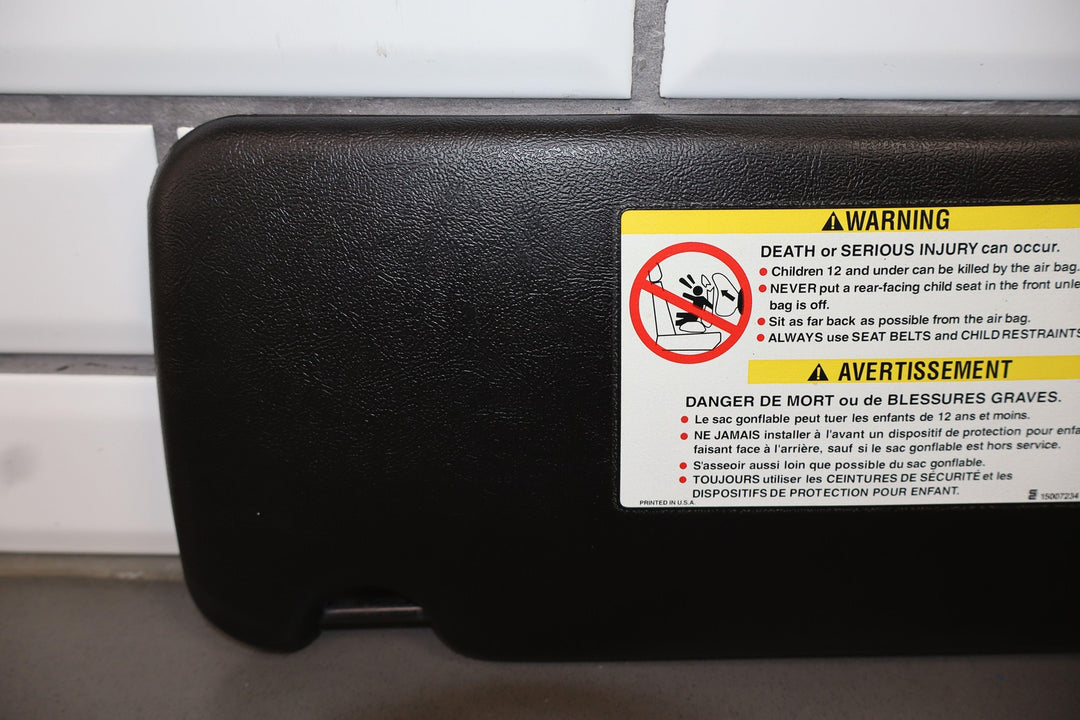 WARNING
DEATH or SERIOUS INJURY can occur.
Children 12 and under can be killed by the air bag.
NEVER put a rear-facing child seat in the front unle
bag is off.
Sit as far back as possible from the air bag.
ALWAYS use SEAT BELTS and CHILD RESTRAINTS
AVERTISSEMENT
DANGER DE MORT ou de BLESSURES GRAVES.
Le sac gonflable peut tuer les enfants de 12 ans et moins.
NE JAMAIS installer à l'avant un dispositif de protection pour enfa
faisant face à l'arrière, sauf si le sac gonflable est hors service.
S'asseoir aussi loin que possible du sac gonflable.
TOUJOURS utiliser les CEINTURES DE SÉCURITÉ et les
DISPOSITIFS DE PROTECTION POUR ENFANT.
PRINTED IN U.S.A. 15007234